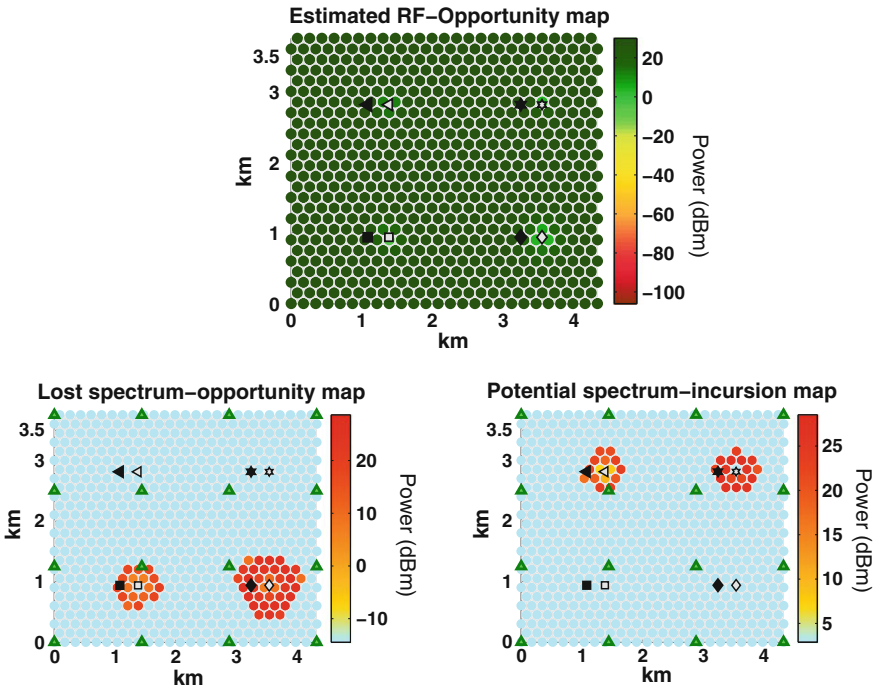 Estimated RF−Opportunity map
3.5
3
2
1
0
km
0 1 2 3 4
km
20
0
−20
−40
−60
−80
−100
Power (dBm)
Lost spectrum−opportunity map
3.5
3
2
1
0
km
0 1 2 3 4
km
20
10
0
−10
Power (dBm)
Potential spectrum−incursion map
3.5
3
2
1
0
km
0 1 2 3 4
km
25
20
15
10
5
Power (dBm)